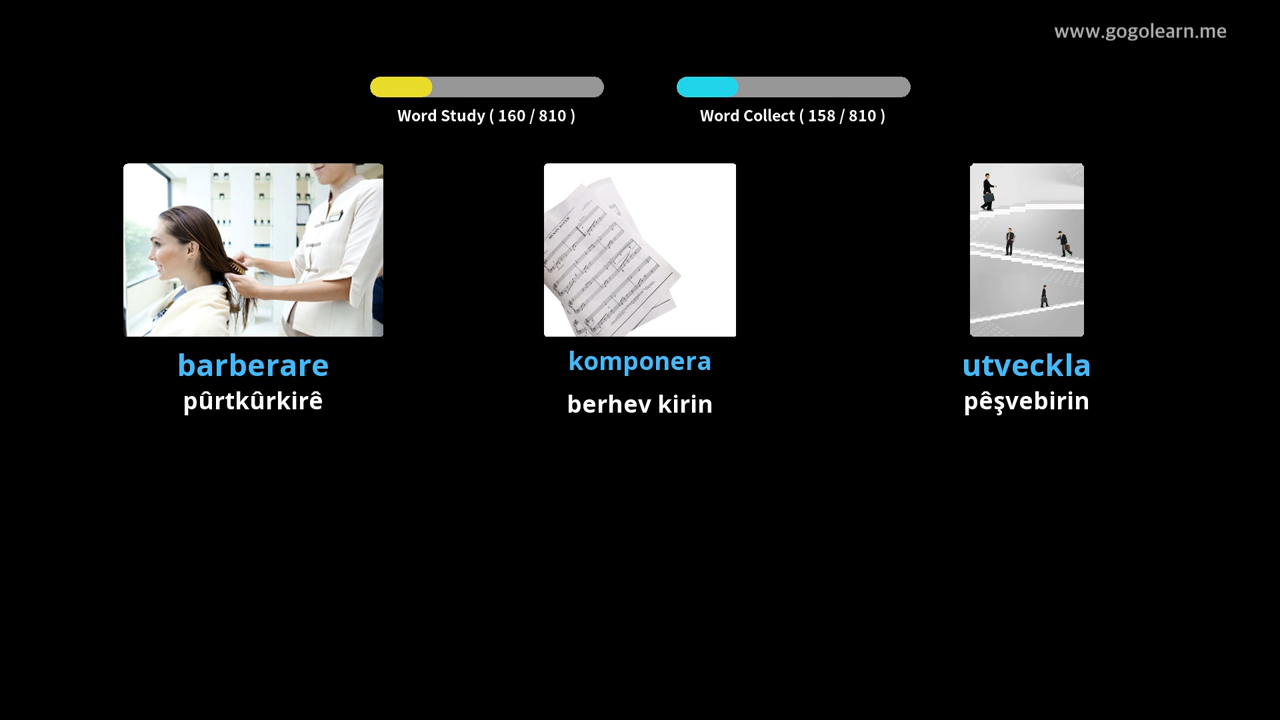 www.gogolearn.me
Word Study ( 160 / 810 )
Word Collect ( 158 / 810 )
barberare
komponera
utveckla
pûrtkûrkirê
berhev kirin
pêşvebirin